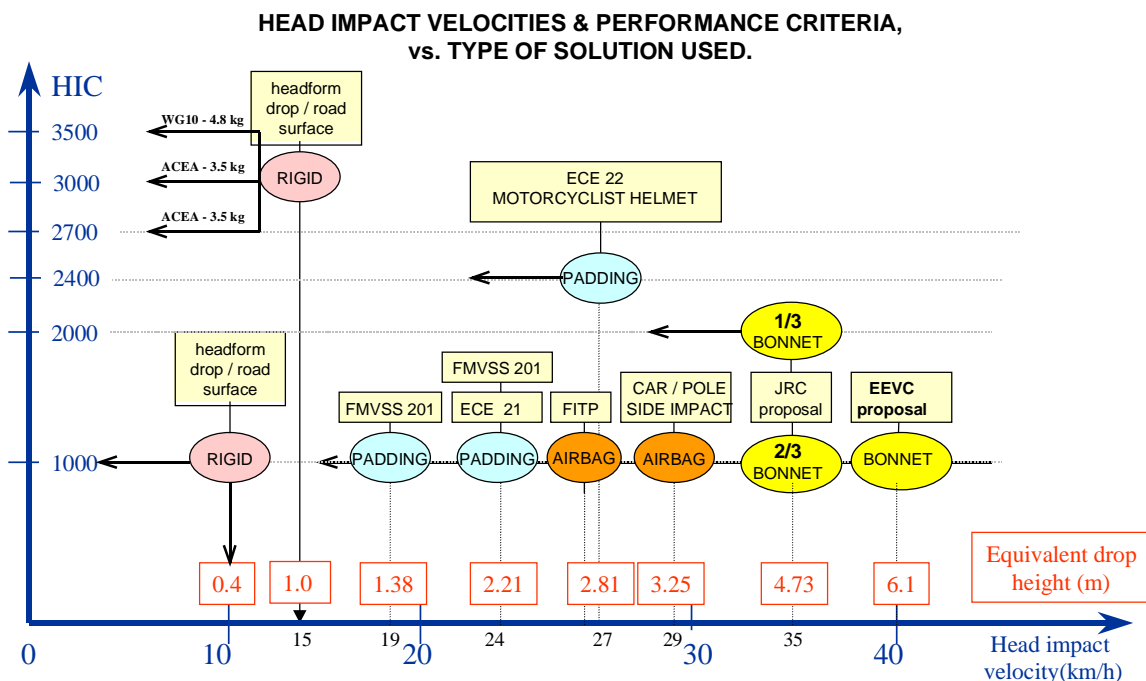 HEAD IMPACT VELOCITIES & PERFORMANCE CRITERIA,
vs. TYPE OF SOLUTION USED.
HIC
3500
3000
2700
2400
2000
1000
WG10 - 4.8 kg
ACEA - 3.5 kg
ACEA - 3.5 kg
headform
drop / road
surface
RIGID
ECE 22
MOTORCYCLIST HELMET
PADDING
1/3
BONNET
headform
drop / road
surface
RIGID
FMVSS 201
PADDING
FMVSS 201
ECE 21
PADDING
FITP
AIRBAG
CAR / POLE
SIDE IMPACT
AIRBAG
JRC
proposal
2/3
BONNET
EEVC
proposal
BONNET
0.4
1.0
1.38
2.21
2.81
3.25
4.73
6.1
Equivalent drop
height (m)
15
19
24
27
29
35
0
10
20
30
40
Head impact
velocity(km/h)